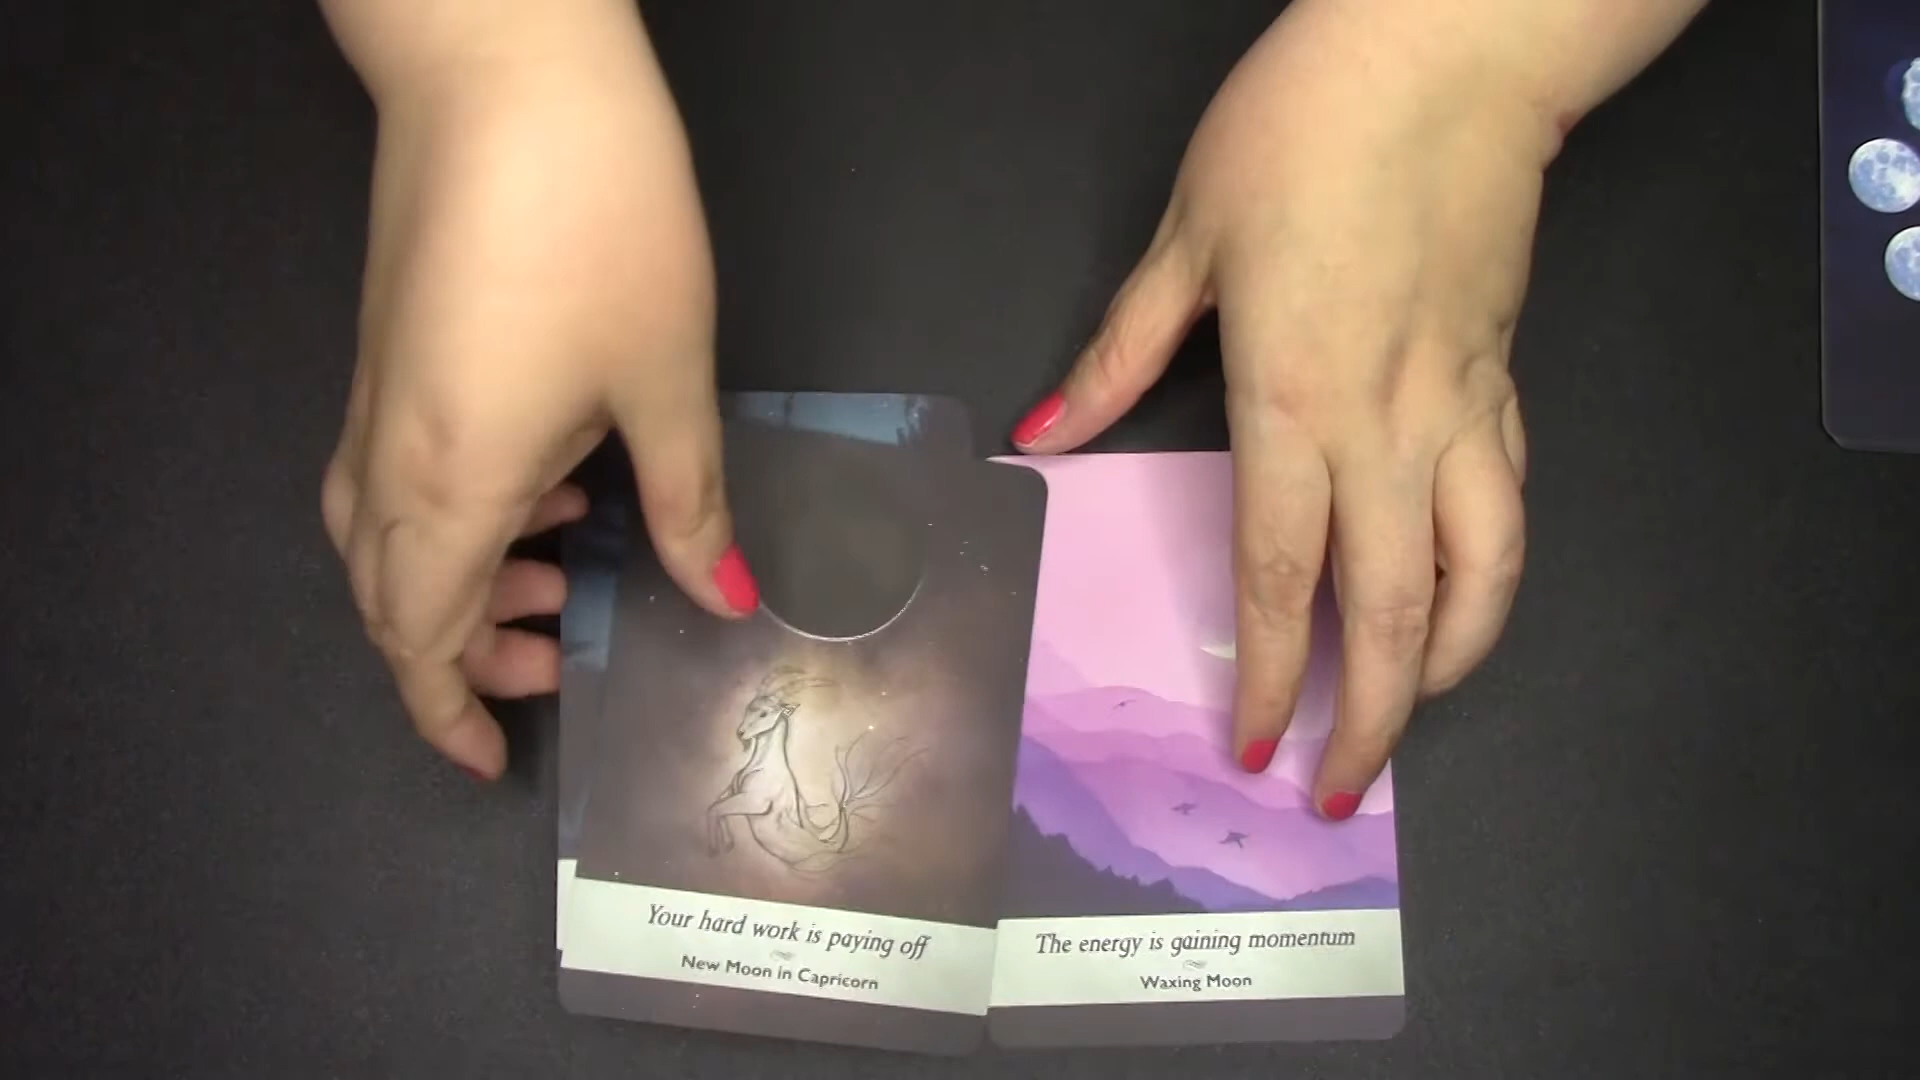 Your hard work is paying off
New Moon in Capricorn
The energy is gaining momentum
Waxing Moon